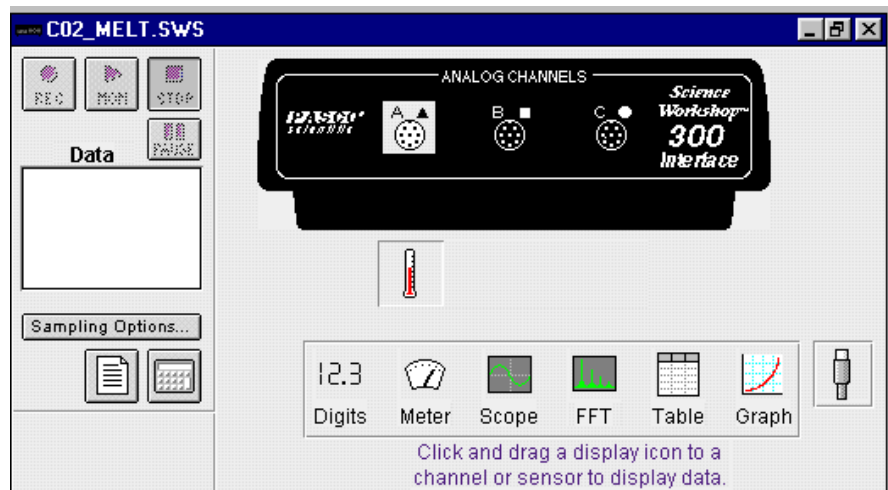 C02_MELT.SWS
REC MON STOP
PAUSE
Data
Sampling Options...
ANALOG CHANNELS
PASCO
scientific
A B C
Science
Workshop™
300
Interface
12.3
Digits Meter Scope FFT Table Graph
Click and drag a display icon to a
channel or sensor to display data.